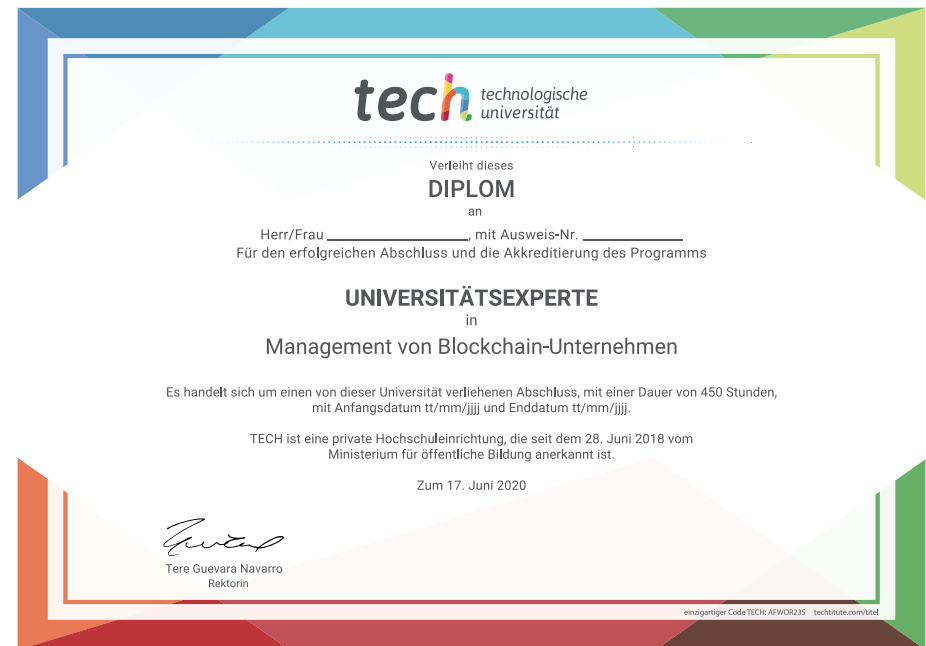 tech technologische
universität
Verleiht dieses
DIPLOM
an
Herr/Frau ____________________, mit Ausweis-Nr. ______________
Für den erfolgreichen Abschluss und die Akkreditierung des Programms
UNIVERSITÄTSEXPERTE
in
Management von Blockchain-Unternehmen
Es handelt sich um einen von dieser Universität verliehenen Abschluss, mit einer Dauer von 450 Stunden,
mit Anfangsdatum tt/mm/jjjj und Enddatum tt/mm/jjjj.
TECH ist eine private Hochschuleinrichtung, die seit dem 28. Juni 2018 vom
Ministerium für öffentliche Bildung anerkannt ist.
Zum 17. Juni 2020
Tere Guevara Navarro
Rektorin
einzigartiger Code TECH: AFWOR23S techtitute.com/titel